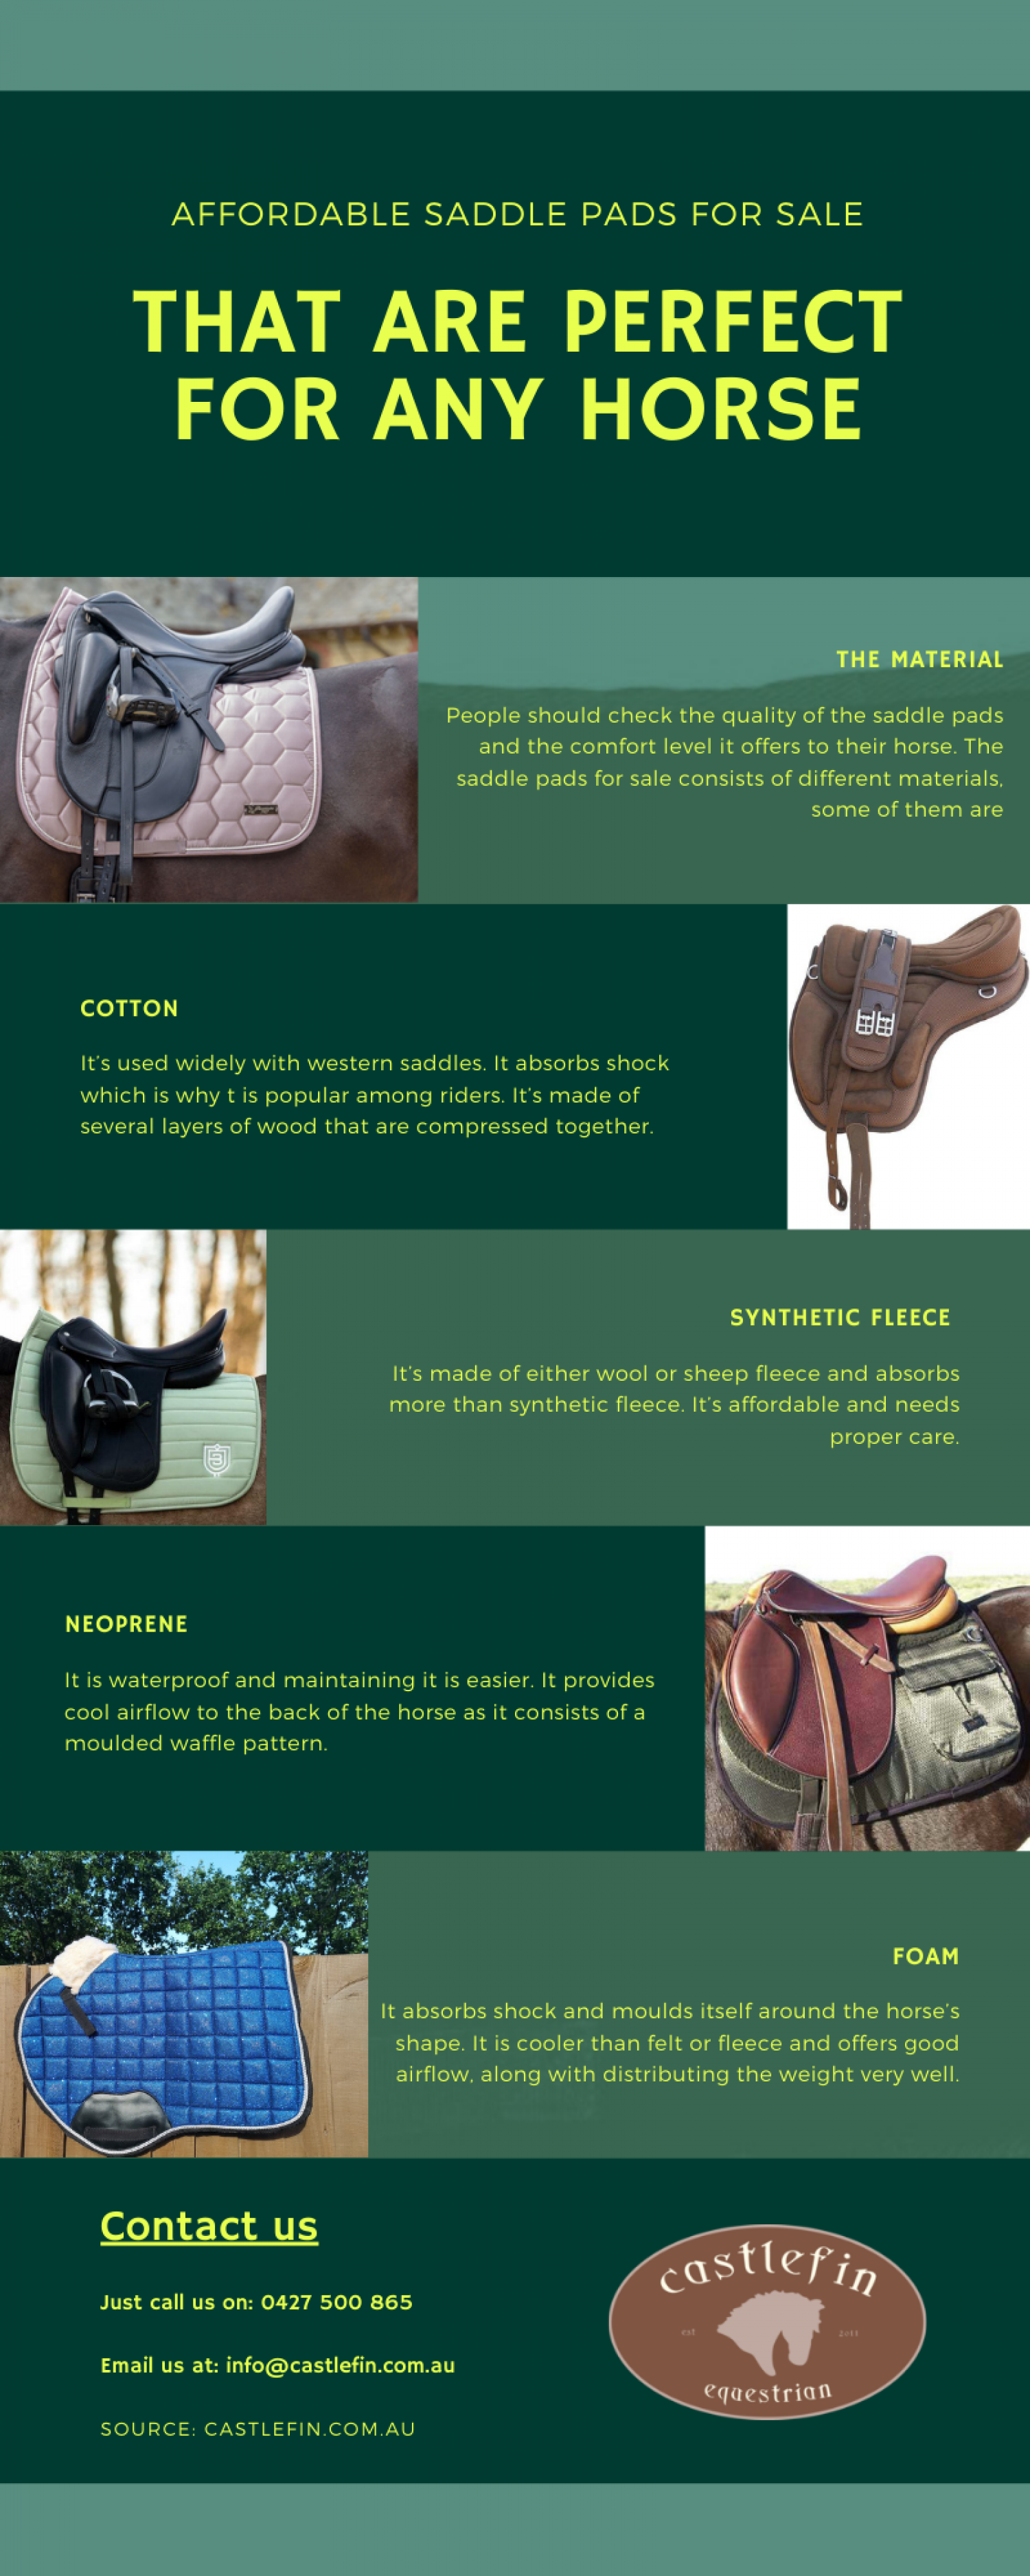 AFFORDABLE SADDLE PADS FOR SALE
THAT ARE PERFECT
FOR ANY HORSE
THE MATERIAL
People should check the quality of the saddle pads
and the comfort level it offers to their horse. The
saddle pads for sale consists of different materials,
some of them are
COTTON
It's used widely with western saddles. It absorbs shock
which is why t is popular among riders. It's made of
several layers of wood that are compressed together.
SYNTHETIC FLEECE
It's made of either wool or sheep fleece and absorbs
more than synthetic fleece. It's affordable and needs
proper care.
NEOPRENE
It is waterproof and maintaining it is easier. It provides
cool airflow to the back of the horse as it consists of a
moulded waffle pattern.
FOAM
It absorbs shock and moulds itself around the horse's
shape. It is cooler than felt or fleece and offers good
airflow, along with distributing the weight very well.
Contact us
Just call us on: 0427 500 865
Email us at: info@castlefin.com.au
SOURCE: CASTLEFIN.COM.AU
castlefin
est 2011
equestrian